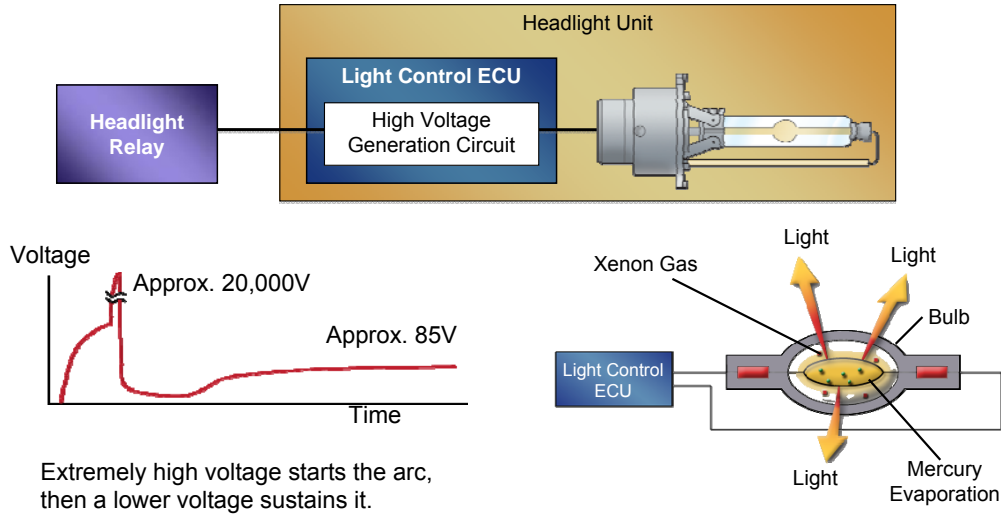 Headlight Unit
Light Control ECU
Headlight
Relay
High Voltage
Generation Circuit
Voltage
Approx. 20,000V
Approx. 85V
Time
Extremely high voltage starts the arc,
then a lower voltage sustains it.
Light
Xenon Gas
Light
Bulb
Light Control
ECU
Light
Mercury
Evaporation